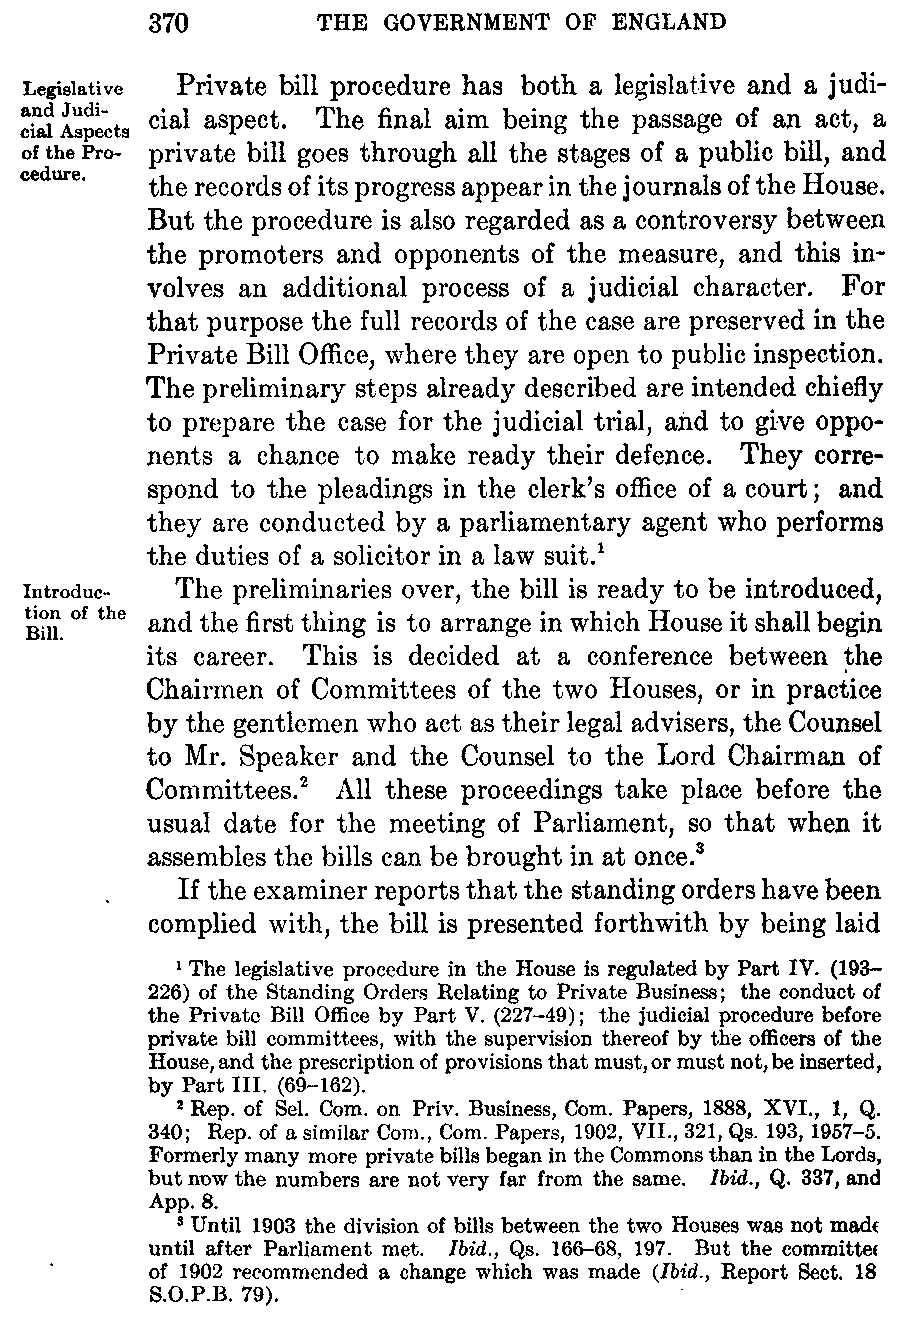 370 THE GOVERNMENT OF ENGLAND
Legislative
and Judi-
cial Aspects
of the Pro-
cedure.
Private bill procedure has both a legislative and a judi-
cial aspect. The final aim being the passage of an act, a
private bill goes through all the stages of a public bill, and
the records of its progress appear in the journals of the House.
But the procedure is also regarded as a controversy between
the promoters and opponents of the measure, and this in-
volves an additional process of a judicial character. For
that purpose the full records of the case are preserved in the
Private Bill Office, where they are open to public inspection.
The preliminary steps already described are intended chiefly
to prepare the case for the judicial trial, and to give oppo-
nents a chance to make ready their defence. They corre-
spond to the pleadings in the clerk's office of a court; and
they are conducted by a parliamentary agent who performs
the duties of a solicitor in a law suit.¹
Introduc-
tion of the
Bill.
The preliminaries over, the bill is ready to be introduced,
and the first thing is to arrange in which House it shall begin
its career. This is decided at a conference between the
Chairmen of Committees of the two Houses, or in practice
by the gentlemen who act as their legal advisers, the Counsel
to Mr. Speaker and the Counsel to the Lord Chairman of
Committees.² All these proceedings take place before the
usual date for the meeting of Parliament, so that when it
assembles the bills can be brought in at once.³
If the examiner reports that the standing orders have been
complied with, the bill is presented forthwith by being laid
¹ The legislative procedure in the House is regulated by Part IV. (193–
226) of the Standing Orders Relating to Private Business; the conduct of
the Private Bill Office by Part V. (227–49); the judicial procedure before
private bill committees, with the supervision thereof by the officers of the
House, and the prescription of provisions that must, or must not, be inserted,
by Part III. (69–162).
² Rep. of Sel. Com. on Priv. Business, Com. Papers, 1888, XVI., 1, Q.
340; Rep. of a similar Com., Com. Papers, 1902, VII., 321, Qs. 193, 1957–5.
Formerly many more private bills began in the Commons than in the Lords,
but now the numbers are not very far from the same. Ibid., Q. 337, and
App. 8.
³ Until 1903 the division of bills between the two Houses was not made
until after Parliament met. Ibid., Qs. 166–68, 197. But the committee
of 1902 recommended a change which was made (Ibid., Report Sect. 18
S.O.P.B. 79).